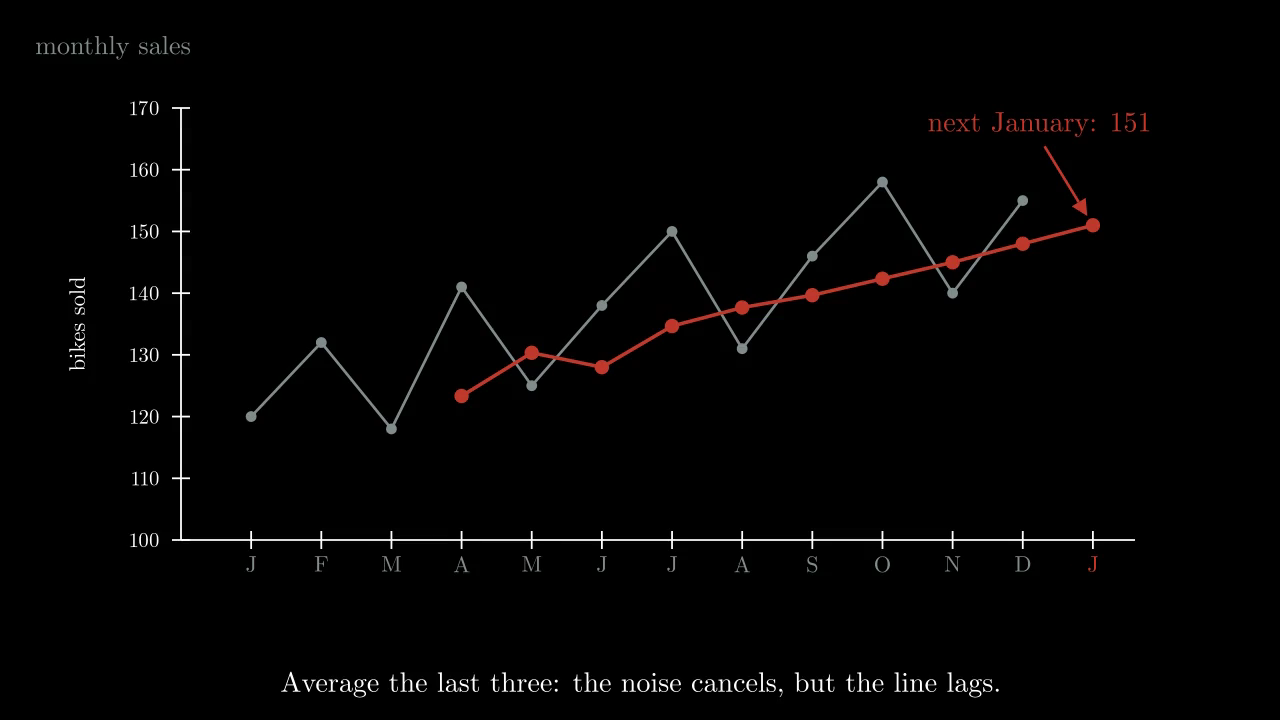 monthly sales
next January: 151
170
160
150
140
130
120
110
100
bikes sold
J F M A M J J A S O N D J
Average the last three: the noise cancels, but the line lags.